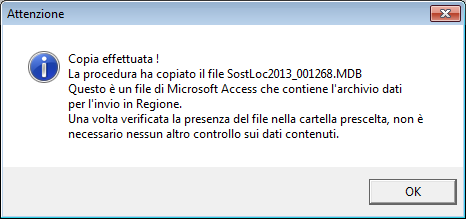 Attenzione
Copia effettuata !
La procedura ha copiato il file SostLoc2013_001268.MDB
Questo è un file di Microsoft Access che contiene l'archivio dati
per l'invio in Regione.
Una volta verificata la presenza del file nella cartella prescelta, non è
necessario nessun altro controllo sui dati contenuti.
OK